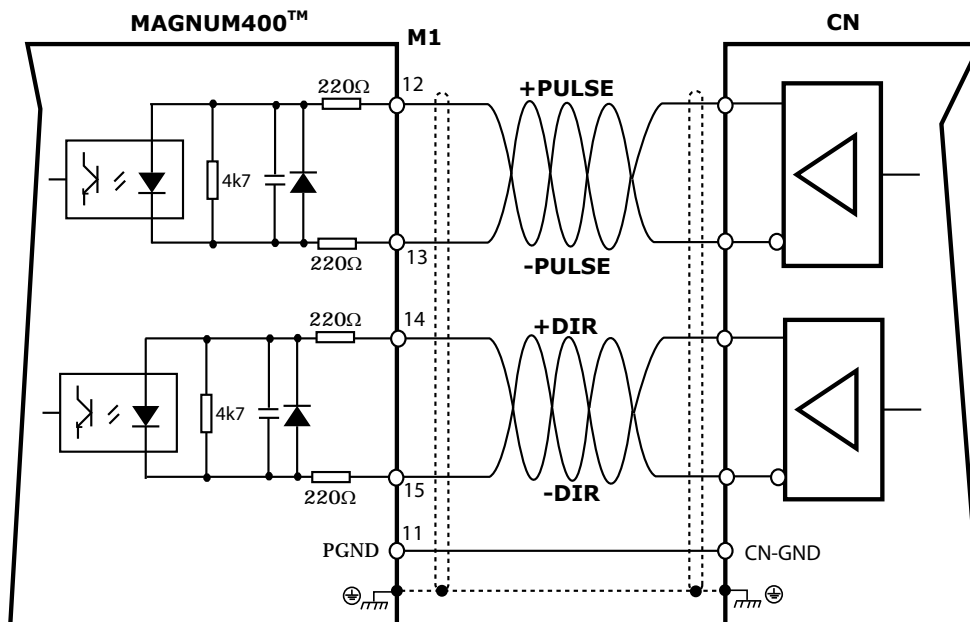 MAGNUM400™
M1
CN
220Ω
12
+PULSE
4k7
220Ω
13
-PULSE
220Ω
14
+DIR
4k7
220Ω
15
-DIR
PGND
11
CN-GND